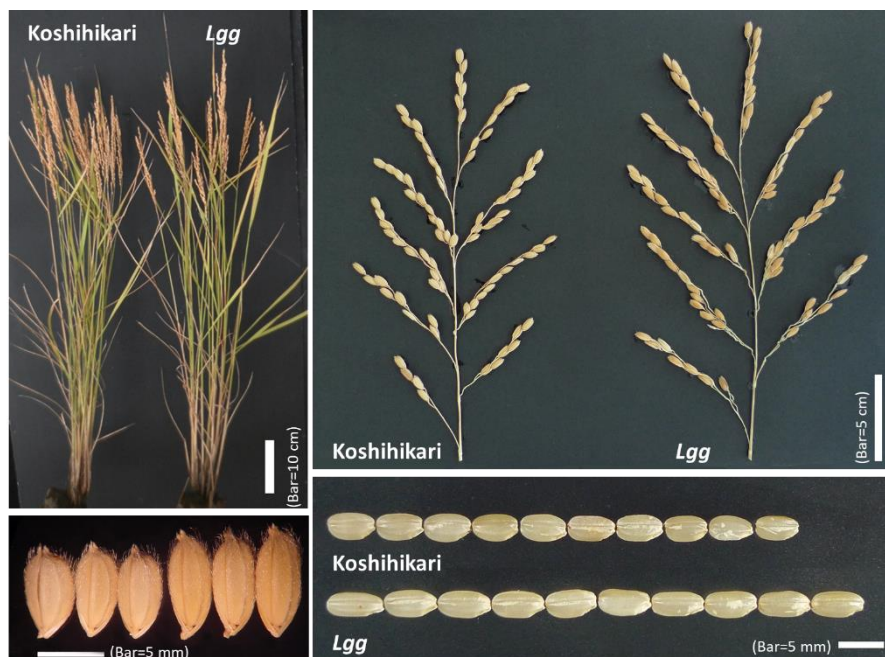 Koshihikari
Lgg
(Bar=10 cm)
Koshihikari
Lgg
(Bar=5 cm)
(Bar=5 mm)
Koshihikari
Lgg
(Bar=5 mm)